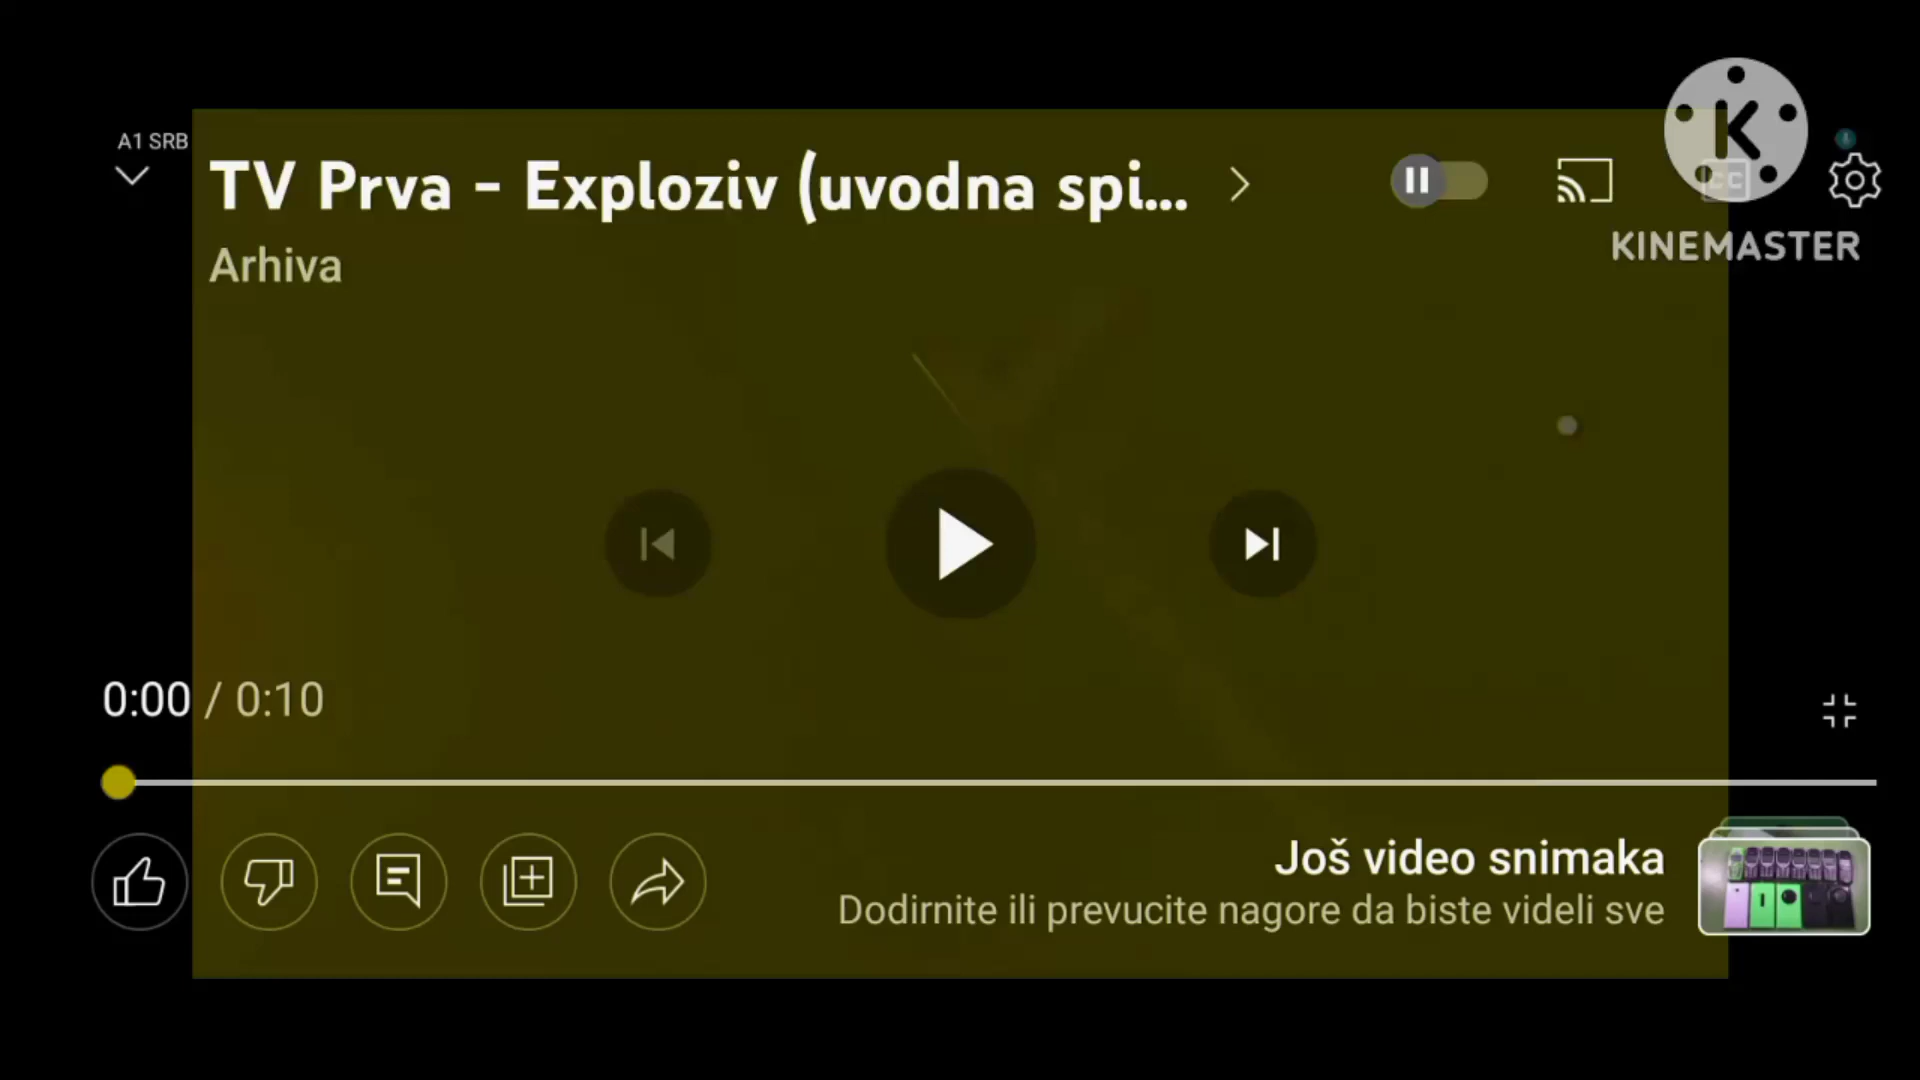 A1 SRB
TV Prva - Exploziv (uvodna spi...
Arhiva
K
CC
KINEMASTER
0:00 / 0:10
Još video snimaka
Dodirnite ili prevucite nagore da biste videli sve